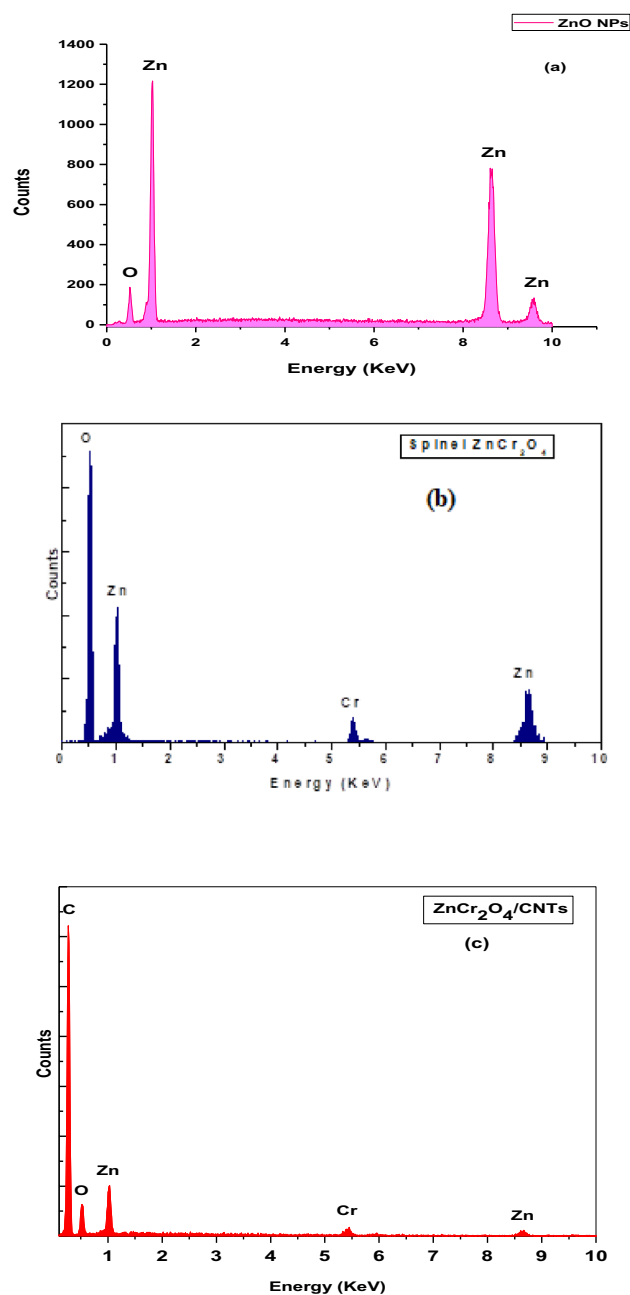 ZnO NPs
(a)
1400
1200
1000
800
600
400
200
0
Counts
O
Zn
Zn
Zn
0 2 4 6 8 10
Energy (KeV)
Spinel ZnCr₂O₄
(b)
Counts
O
Zn
Cr
Zn
0 1 2 3 4 5 6 7 8 9 10
Energy (KeV)
ZnCr₂O₄/CNTs
(c)
Counts
C
O
Zn
Cr
Zn
1 2 3 4 5 6 7 8 9 10
Energy (KeV)